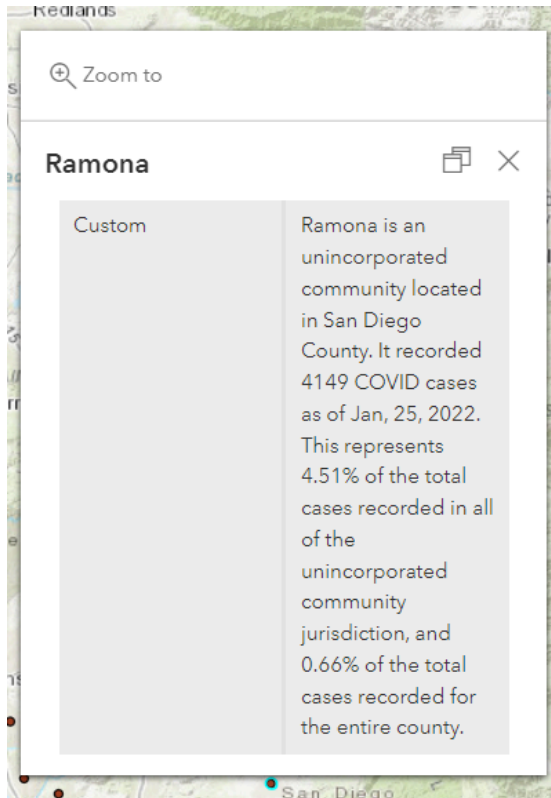 Redlands
Zoom to
Ramona
Custom
Ramona is an
unincorporated
community located
in San Diego
County. It recorded
4149 COVID cases
as of Jan, 25, 2022.
This represents
4.51% of the total
cases recorded in all
of the
unincorporated
community
jurisdiction, and
0.66% of the total
cases recorded for
the entire county.
San Diego